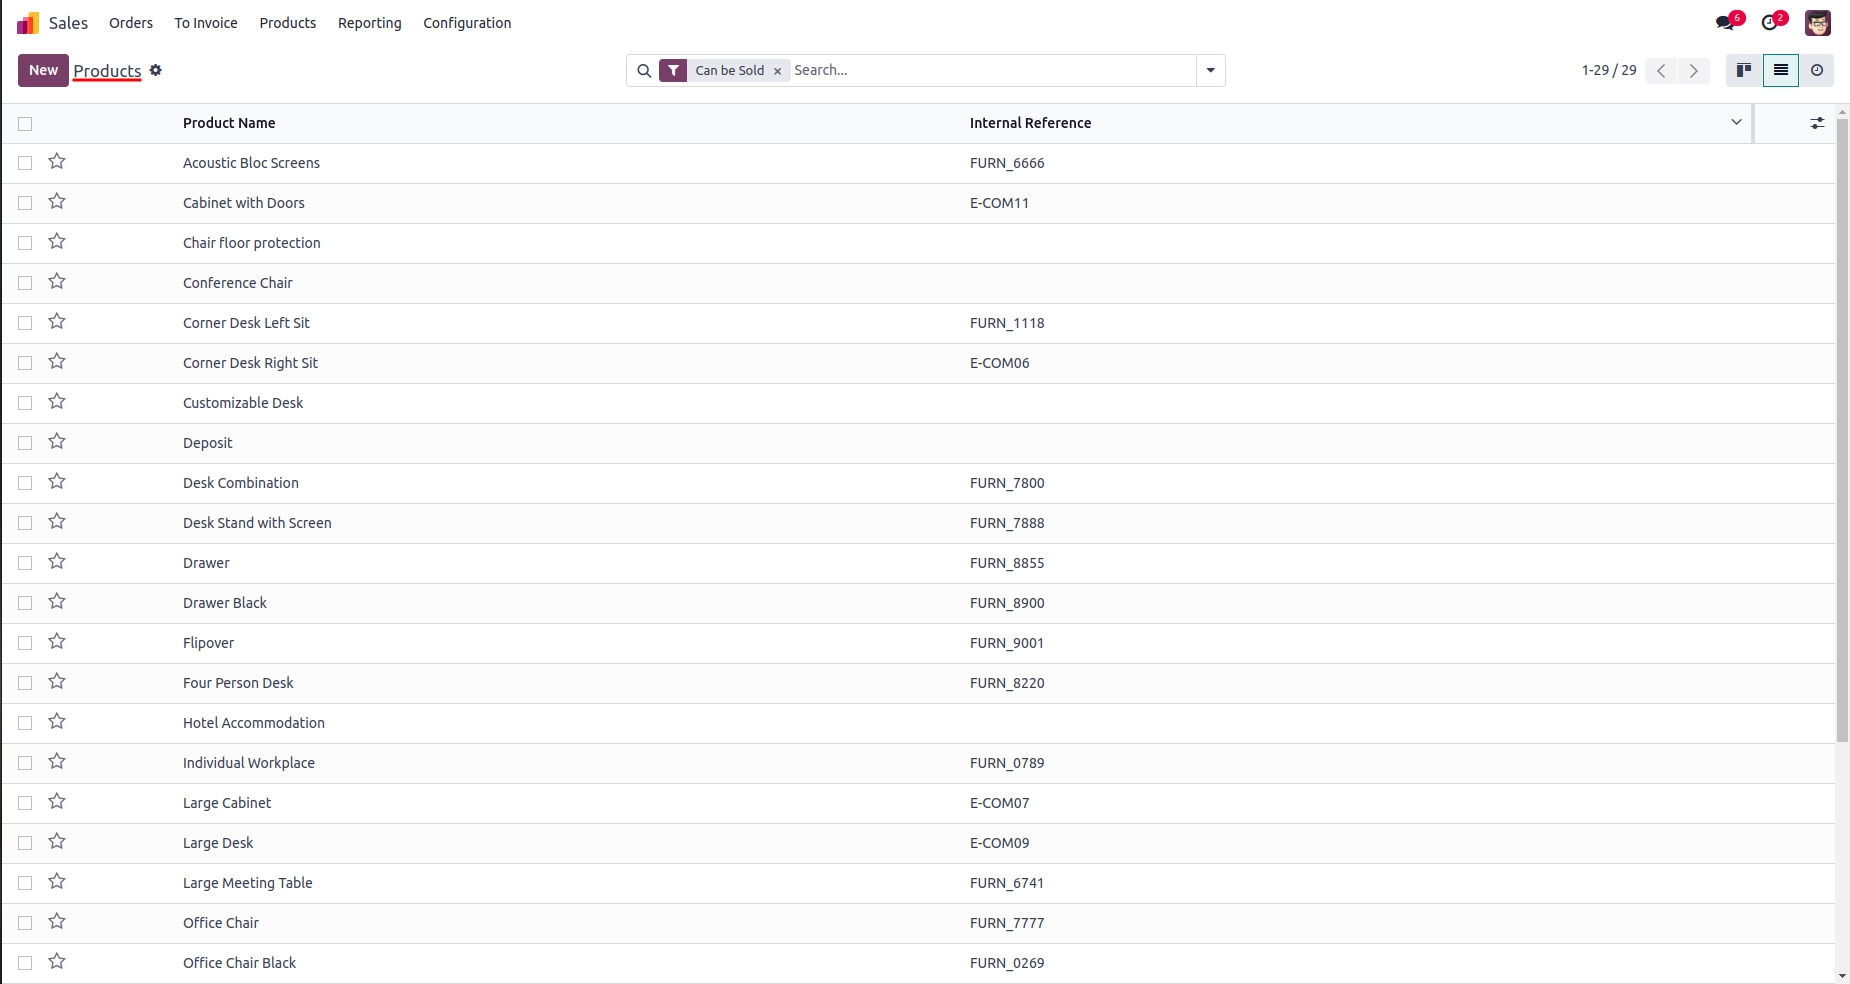 Sales Orders To Invoice Products Reporting Configuration 6 2
New Products Can be Sold × Search... 1-29 / 29
Product Name Internal Reference
Acoustic Bloc Screens FURN_6666
Cabinet with Doors E-COM11
Chair floor protection
Conference Chair
Corner Desk Left Sit FURN_1118
Corner Desk Right Sit E-COM06
Customizable Desk
Deposit
Desk Combination FURN_7800
Desk Stand with Screen FURN_7888
Drawer FURN_8855
Drawer Black FURN_8900
Flipover FURN_9001
Four Person Desk FURN_8220
Hotel Accommodation
Individual Workplace FURN_0789
Large Cabinet E-COM07
Large Desk E-COM09
Large Meeting Table FURN_6741
Office Chair FURN_7777
Office Chair Black FURN_0269